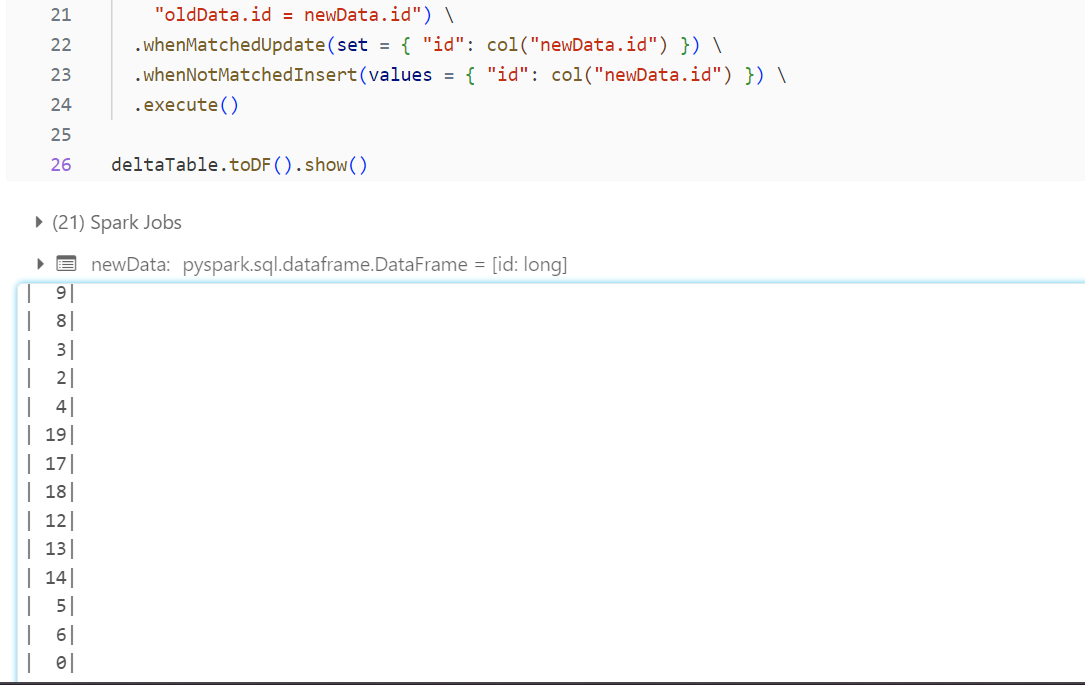 21 "oldData.id = newData.id") \
22 .whenMatchedUpdate(set = { "id": col("newData.id") }) \
23 .whenNotMatchedInsert(values = { "id": col("newData.id") }) \
24 .execute()
25
26 deltaTable.toDF().show()
(21) Spark Jobs
newData: pyspark.sql.dataframe.DataFrame = [id: long]
|  9|
|  8|
|  3|
|  2|
|  4|
| 19|
| 17|
| 18|
| 12|
| 13|
| 14|
|  5|
|  6|
|  0|